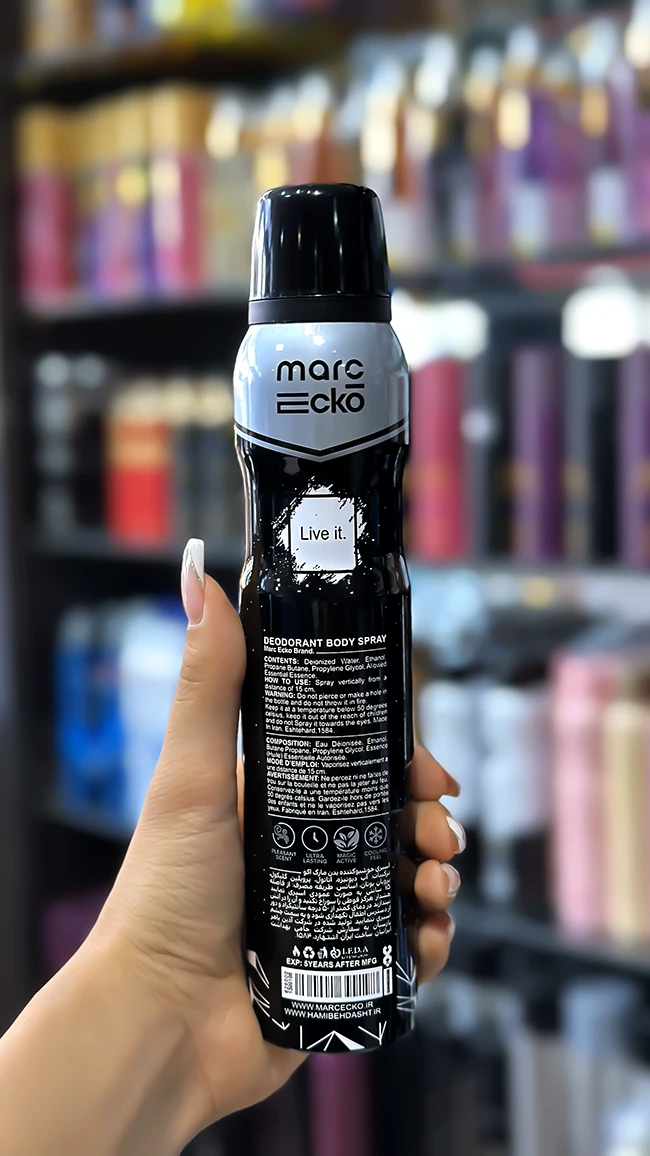 marc
Ecko
Live it.
DEODORANT BODY SPRAY
Marc Ecko Brand.
CONTENTS: Deionized Water, Ethanol,
Propane Butane, Propylene Glycol, Allowed
Essential Essence.
HOW TO USE: Spray vertically from a
distance of 15 cm.
WARNING: Do not pierce or make a hole in
the bottle and do not throw it in fire.
Keep it at a temperature below 50 degrees
celsius, keep it out of the reach of children
and do not Spray it towards the eyes. Made
In Iran. Eshtehard,1584.
COMPOSITION: Eau Déionisée, Ethanol,
Butane Propane, Propylène Glycol, Essence
(Huile) Essentielle Autorisée.
MODE D'EMPLOI: Vaporisez verticalement à
une distance de 15 cm.
AVERTISSEMENT: Ne percez ni ne faites de
trou sur la bouteille et ne pas la jeter au feu.
Conservez-le à une température moins que
50 degrés celsius. Gardez-le hors de portée
des enfants et ne le vaporisez pas vers les
yeux. Fabriqué en Iran. Eshtehard,1584.
PLEASANT SCENT
ULTRA LASTING
MAGIC ACTIVE
COOLING FEEL
اسپری خوشبوکننده بدن مارک اکو
I.F.D.A
EXP: 5YEARS AFTER MFG
WWW.MARCECKO.IR
WWW.HAMIBEHDASHT.IR